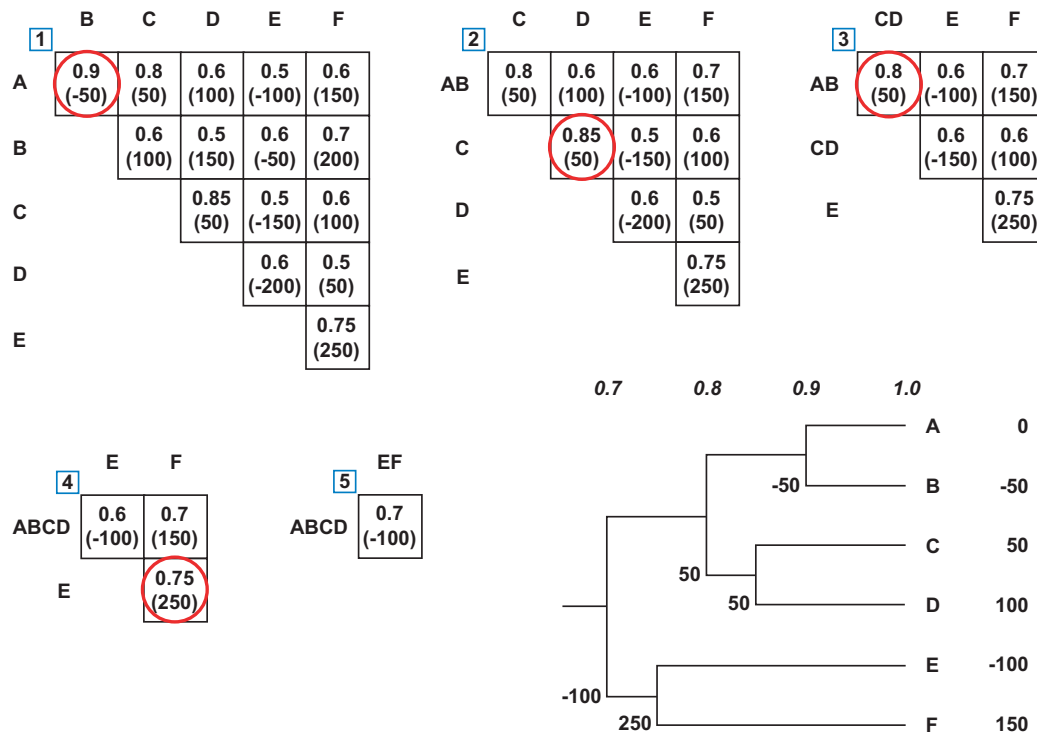 B C D E F
1
A 0.9 0.8 0.6 0.5 0.6
(-50) (50) (100) (-100) (150)
B 0.6 0.5 0.6 0.7
(100) (150) (-50) (200)
C 0.85 0.5 0.6
(50) (-150) (100)
D 0.6 0.5
(-200) (50)
E 0.75
(250)
C D E F
2
AB 0.8 0.6 0.6 0.7
(50) (100) (-100) (150)
C 0.85 0.5 0.6
(50) (-150) (100)
D 0.6 0.5
(-200) (50)
E 0.75
(250)
CD E F
3
AB 0.8 0.6 0.7
(50) (-100) (150)
CD 0.6 0.6
(-150) (100)
E 0.75
(250)
E F
4
ABCD 0.6 0.7
(-100) (150)
E 0.75
(250)
EF
5
ABCD 0.7
(-100)
0.7 0.8 0.9 1.0
A 0
-50
B -50
C 50
50
50
D 100
E -100
-100
250
F 150